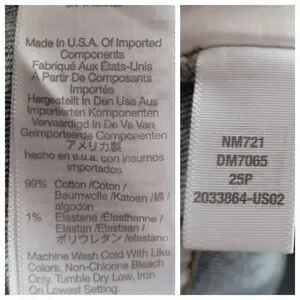 Made In U.S.A. Of Imported
Components
Fabriqué Aux États-Unis
A Partir De Composants
Importés
Hergestellt In Den Usa Aus
Importierten Komponenten
Vervaardigd In De Vs Van
Geïmporteerde Componenten
アメリカ製
hecho en e.u.a. con insumos
importados
99% Cotton /Coton /
Baumwolle / Katoen /綿 /
algodón
1% Elastane /Élasthanne /
Elastan /Elastaan /
ポリウレタン /elastano
Machine Wash Cold With Like
Colors. Non-Chlorine Bleach
Only. Tumble Dry Low. Iron
On Lowest Setting.
NM721
DM7065
25P
2033864-US02